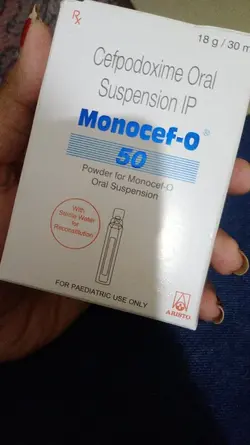 Rx
18 g / 30 m
Cefpodoxime Oral
Suspension IP
Monocef-O®
50
Powder for Monocef-O
Oral Suspension
With
Sterile Water
for
Reconstitution
FOR PAEDIATRIC USE ONLY
ARISTO